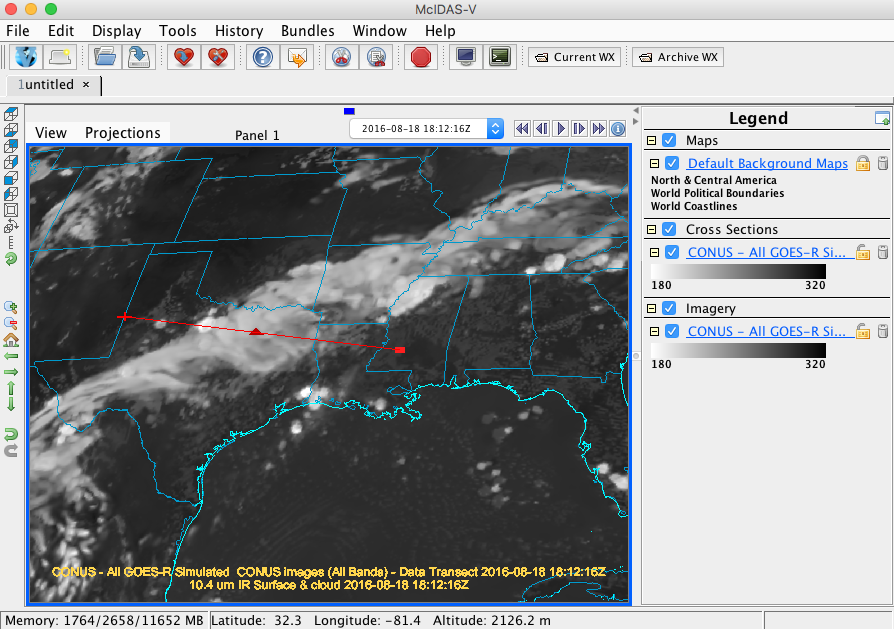 McIDAS-V
File Edit Display Tools History Bundles Window Help
Current WX Archive WX
1untitled ×
View Projections Panel 1 2016-08-18 18:12:16Z
Legend
Maps
Default Background Maps
North & Central America
World Political Boundaries
World Coastlines
Cross Sections
CONUS - All GOES-R Si...
180 320
Imagery
CONUS - All GOES-R Si...
180 320
CONUS - All GOES-R Simulated CONUS images (All Bands) - Data Transect 2016-08-18 18:12:16Z
10.4 um IR Surface & cloud 2016-08-18 18:12:16Z
Memory: 1764/2658/11652 MB Latitude: 32.3 Longitude: -81.4 Altitude: 2126.2 m